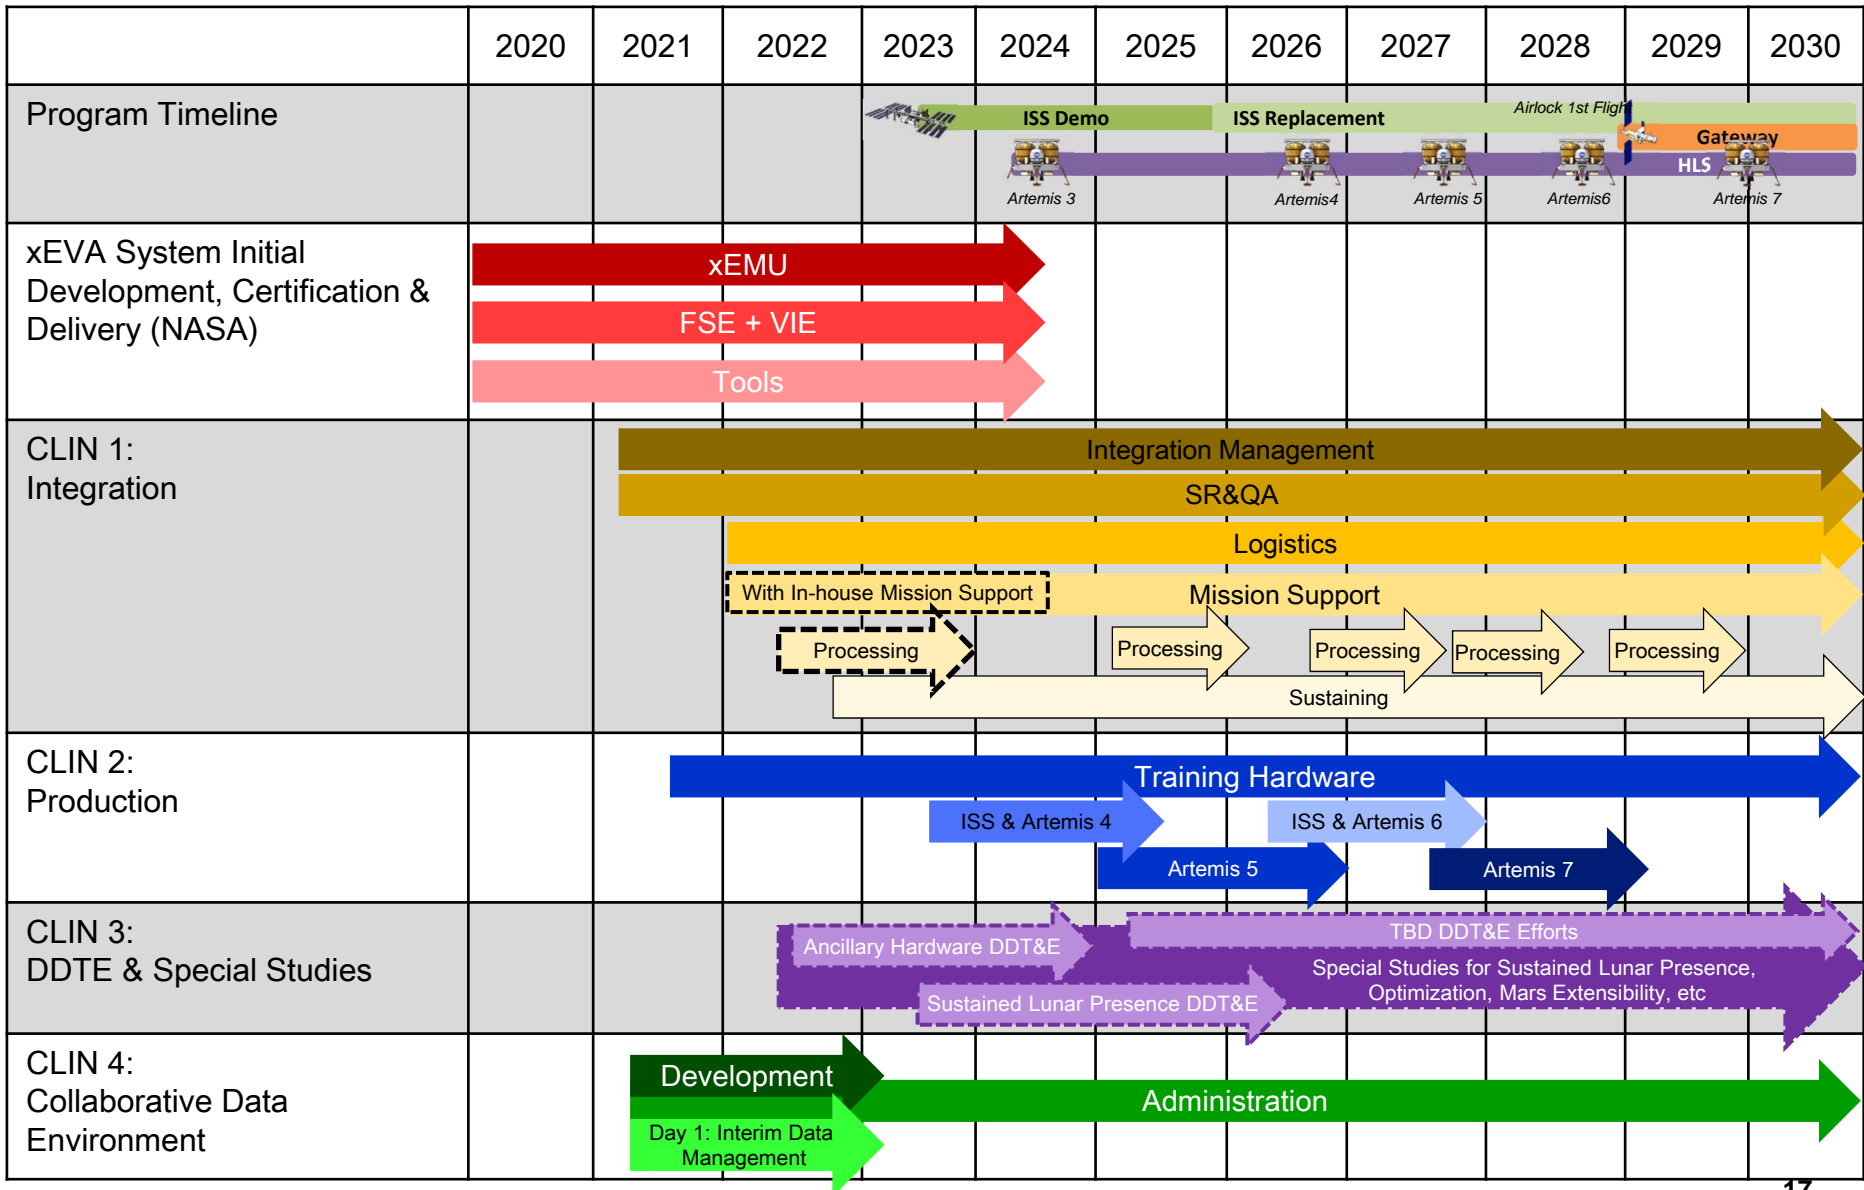 2020 2021 2022 2023 2024 2025 2026 2027 2028 2029 2030
Program Timeline
ISS Demo
ISS Replacement
Airlock 1st Flight
Gateway
HLS
Artemis 3
Artemis4
Artemis 5
Artemis6
Artemis 7
xEVA System Initial
Development, Certification &
Delivery (NASA)
xEMU
FSE + VIE
Tools
CLIN 1:
Integration
Integration Management
SR&QA
Logistics
With In-house Mission Support
Mission Support
Processing
Processing
Processing
Processing
Processing
Sustaining
CLIN 2:
Production
Training Hardware
ISS & Artemis 4
ISS & Artemis 6
Artemis 5
Artemis 7
CLIN 3:
DDTE & Special Studies
Ancillary Hardware DDT&E
TBD DDT&E Efforts
Special Studies for Sustained Lunar Presence,
Optimization, Mars Extensibility, etc
Sustained Lunar Presence DDT&E
CLIN 4:
Collaborative Data
Environment
Development
Administration
Day 1: Interim Data
Management
17